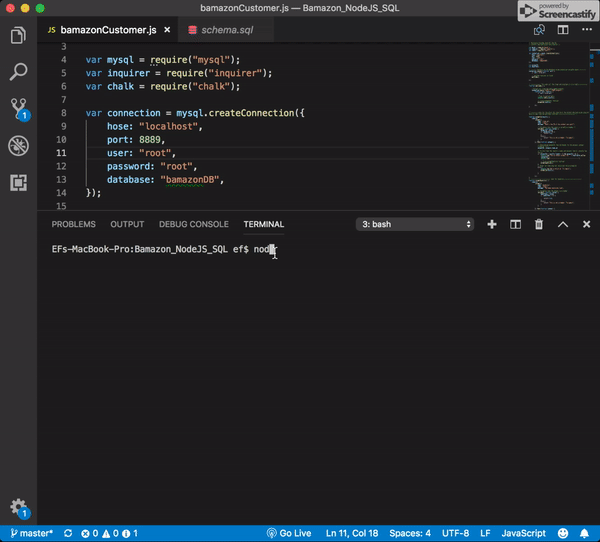 bamazonCustomer.js — Bamazon_NodeJS_SQL
powered by
Screencastify
JS bamazonCustomer.js
schema.sql
3
4 var mysql = require("mysql");
5 var inquirer = require("inquirer");
6 var chalk = require("chalk");
7
8 var connection = mysql.createConnection({
9 hose: "localhost",
10 port: 8889,
11 user: "root",
12 password: "root",
13 database: "bamazonDB",
14 });
15
PROBLEMS OUTPUT DEBUG CONSOLE TERMINAL 3: bash
EFs-MacBook-Pro:Bamazon_NodeJS_SQL ef$ nod
1
1
master* 0 0 1 Go Live Ln 11, Col 18 Spaces: 4 UTF-8 LF JavaScript